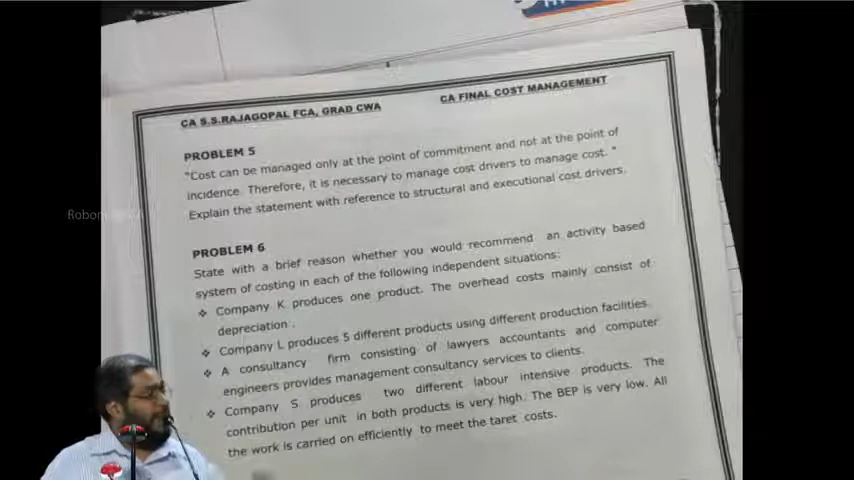 CA S.S.RAJAGOPAL FCA, GRAD CWA CA FINAL COST MANAGEMENT
PROBLEM 5
"Cost can be managed only at the point of commitment and not at the point of
incidence. Therefore, it is necessary to manage cost drivers to manage cost. "
Explain the statement with reference to structural and executional cost drivers.
PROBLEM 6
State with a brief reason whether you would recommend an activity based
system of costing in each of the following independent situations:
❖ Company K produces one product. The overhead costs mainly consist of
depreciation .
❖ Company L produces 5 different products using different production facilities.
❖ A consultancy firm consisting of lawyers accountants and computer
engineers provides management consultancy services to clients.
❖ Company S produces two different labour intensive products. The
contribution per unit in both products is very high. The BEP is very low. All
the work is carried on efficiently to meet the taret costs.